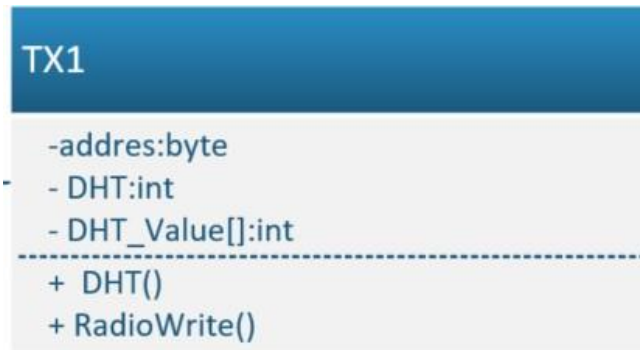 TX1
-addres:byte
- DHT:int
- DHT_Value[]:int
+ DHT()
+ RadioWrite()